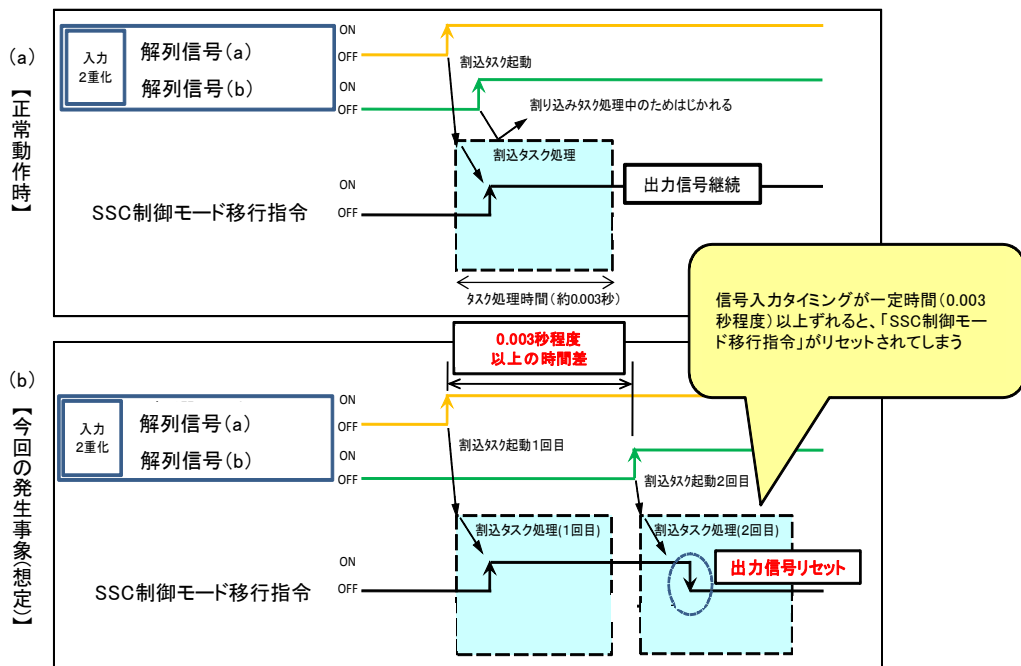 (a)
【正常動作時】
入力
2重化
解列信号(a)
解列信号(b)
ON
OFF
ON
OFF
割込タスク起動
割り込みタスク処理中のためはじかれる
割込タスク処理
SSC制御モード移行指令
ON
OFF
出力信号継続
タスク処理時間(約0.003秒)
信号入力タイミングが一定時間(0.003
秒程度)以上ずれると、「SSC制御モー
ド移行指令」がリセットされてしまう
0.003秒程度
以上の時間差
(b)
【今回の発生事象(想定)】
入力
2重化
解列信号(a)
解列信号(b)
ON
OFF
ON
OFF
割込タスク起動1回目
割込タスク起動2回目
割込タスク処理(1回目)
割込タスク処理(2回目)
SSC制御モード移行指令
ON
OFF
出力信号リセット